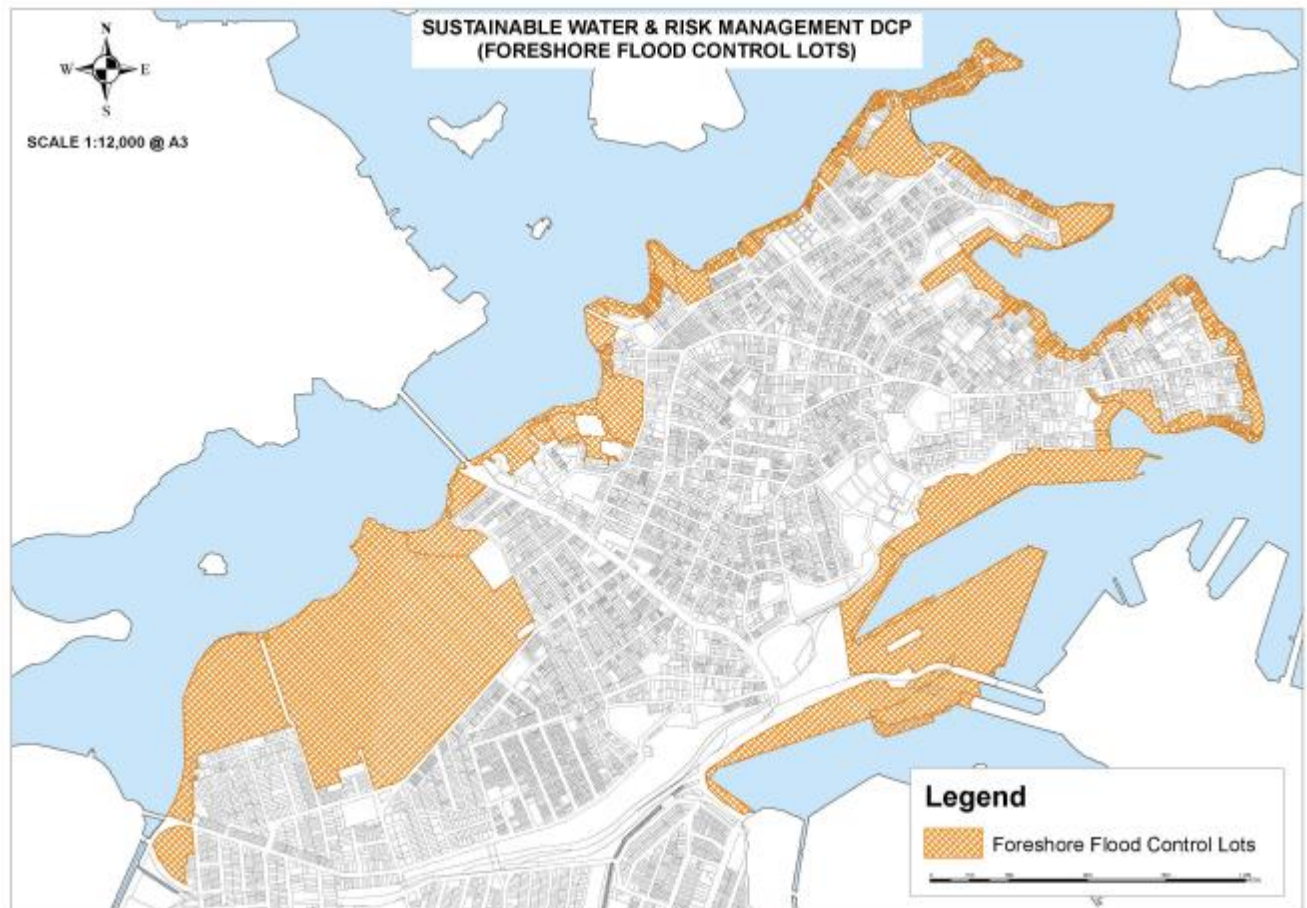 SUSTAINABLE WATER & RISK MANAGEMENT DCP
(FORESHORE FLOOD CONTROL LOTS)
N
W E
S
SCALE 1:12,000 @ A3
Legend
Foreshore Flood Control Lots